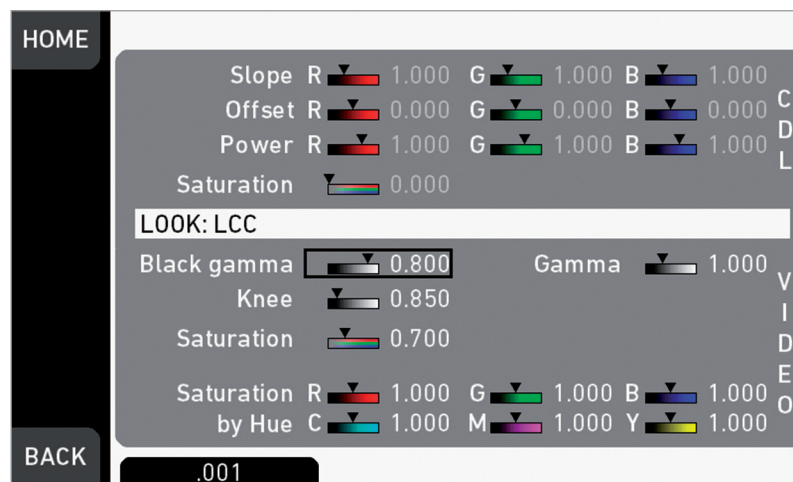 HOME
Slope R 1.000 G 1.000 B 1.000
Offset R 0.000 G 0.000 B 0.000
Power R 1.000 G 1.000 B 1.000
Saturation 0.000
CDL
LOOK: LCC
Black gamma 0.800 Gamma 1.000
Knee 0.850
Saturation 0.700
Saturation R 1.000 G 1.000 B 1.000
by Hue C 1.000 M 1.000 Y 1.000
VIDEO
BACK
.001